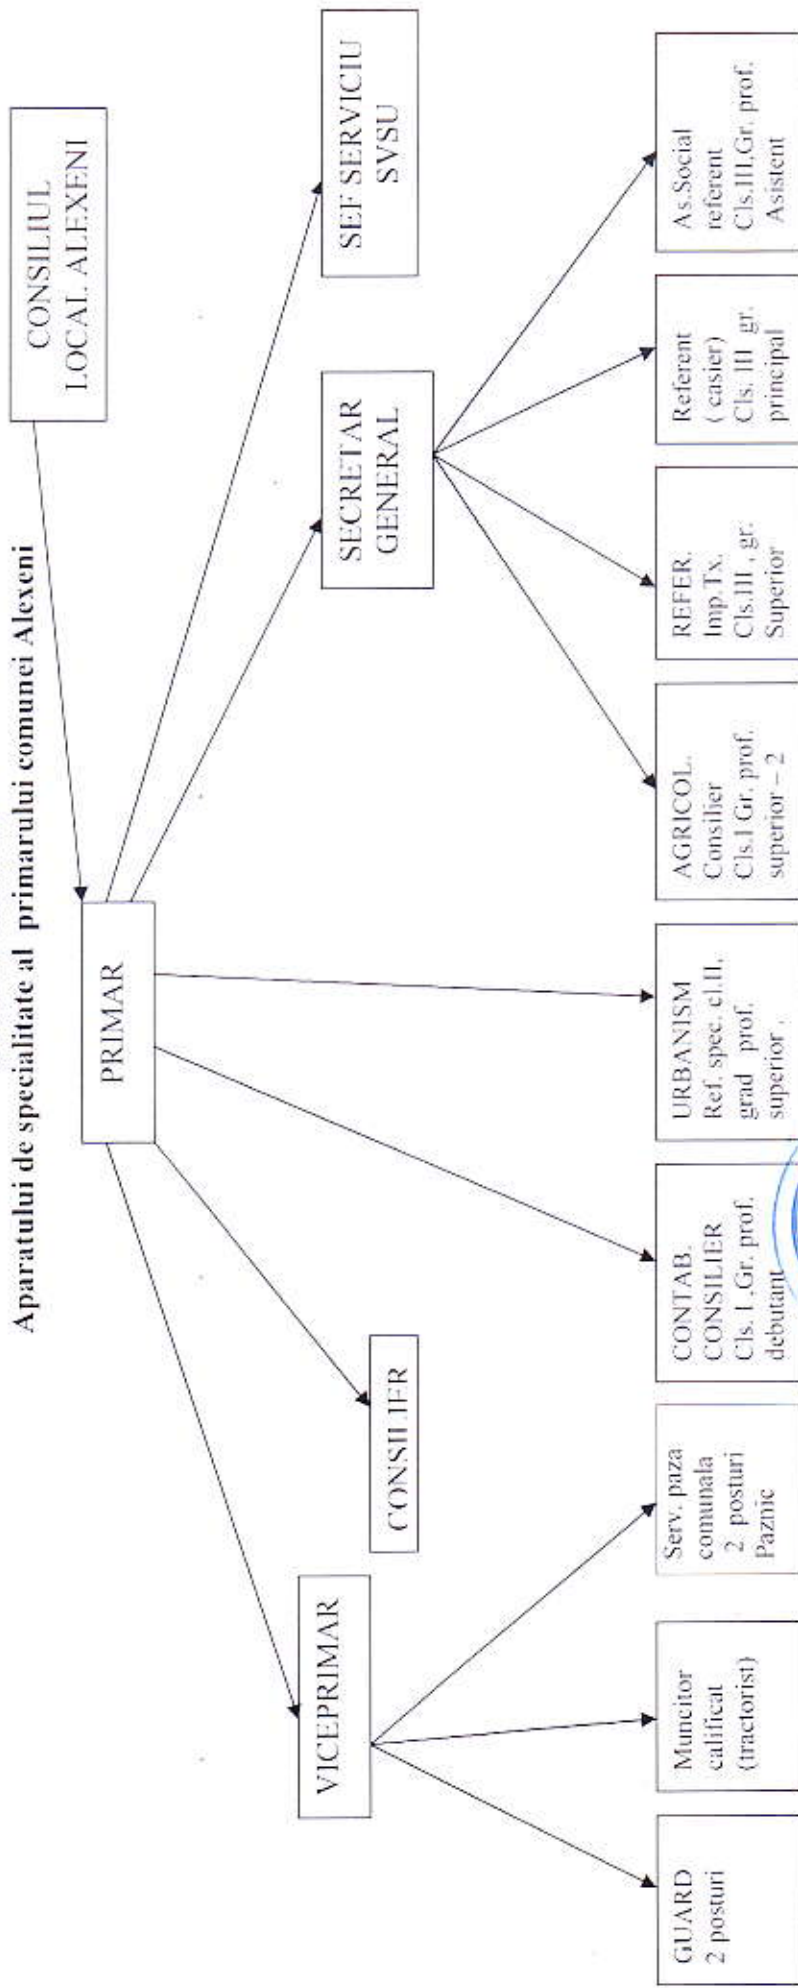 Aparatului de specialitate al primarului comunei Alexeni
CONSILIUL
LOCAL ALEXENI
PRIMAR
VICEPRIMAR
CONSILIER
SECRETAR
GENERAL
SEF SERVICIU
SVSU
GUARD
2 posturi
Muncitor
calificat
(tractorist)
Serv. paza
comunala
2 posturi
Paznic
CONTAB.
CONSILIER
Cls. I ,Gr. prof.
debutant
URBANISM
Ref. spec. cl.II,
grad prof.
superior .
AGRICOL.
Consilier
Cls.I Gr. prof.
superior – 2
REFER.
Imp.Tx.
Cls.III , gr.
Superior
Referent
( casier)
Cls. III gr.
principal
As.Social
referent
Cls.III,Gr. prof.
Asistent